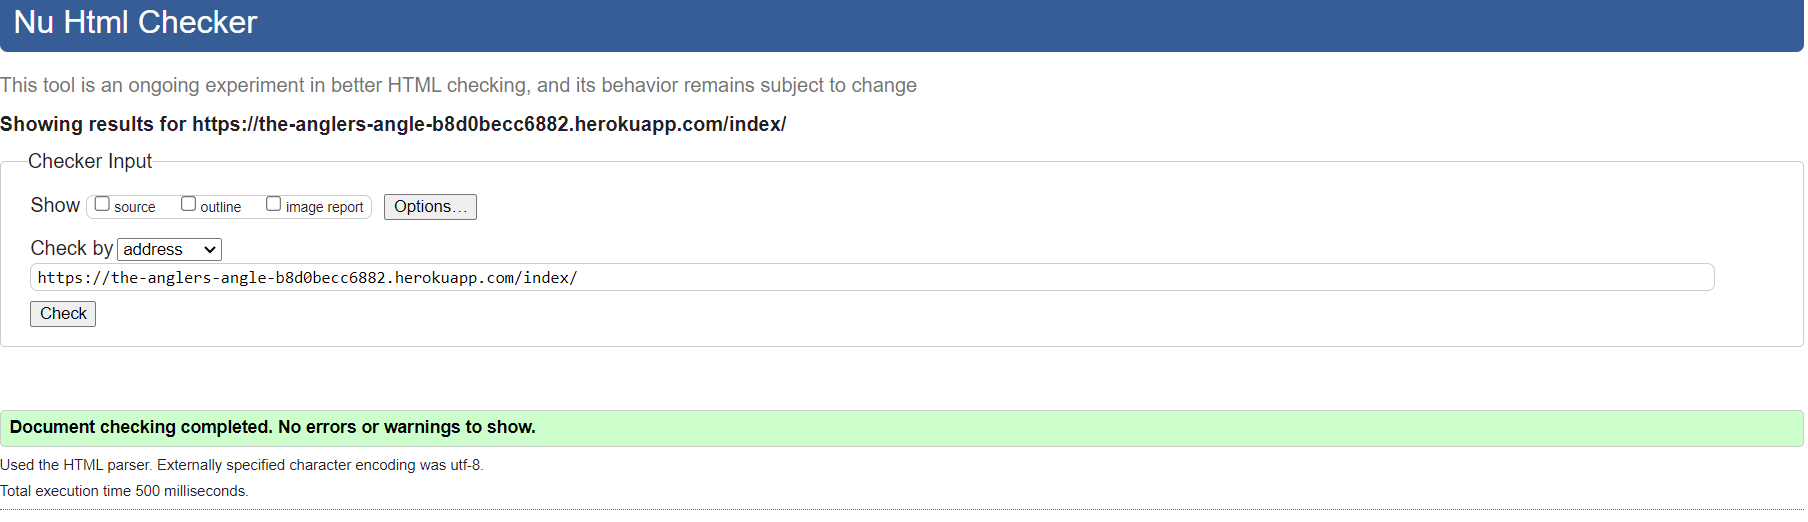 Nu Html Checker
This tool is an ongoing experiment in better HTML checking, and its behavior remains subject to change
Showing results for https://the-anglers-angle-b8d0becc6882.herokuapp.com/index/
Checker Input
Show source outline image report Options...
Check by address
https://the-anglers-angle-b8d0becc6882.herokuapp.com/index/
Check
Document checking completed. No errors or warnings to show.
Used the HTML parser. Externally specified character encoding was utf-8.
Total execution time 500 milliseconds.